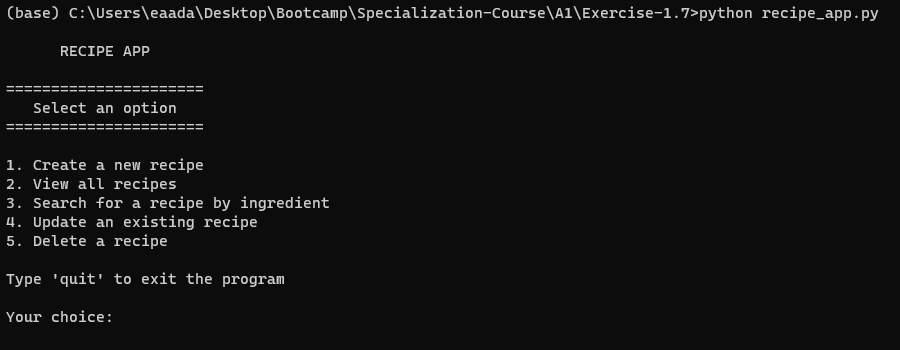 (base) C:\Users\eaada\Desktop\Bootcamp\Specialization-Course\A1\Exercise-1.7>python recipe_app.py
RECIPE APP
======================
Select an option
======================
1. Create a new recipe
2. View all recipes
3. Search for a recipe by ingredient
4. Update an existing recipe
5. Delete a recipe
Type 'quit' to exit the program
Your choice: